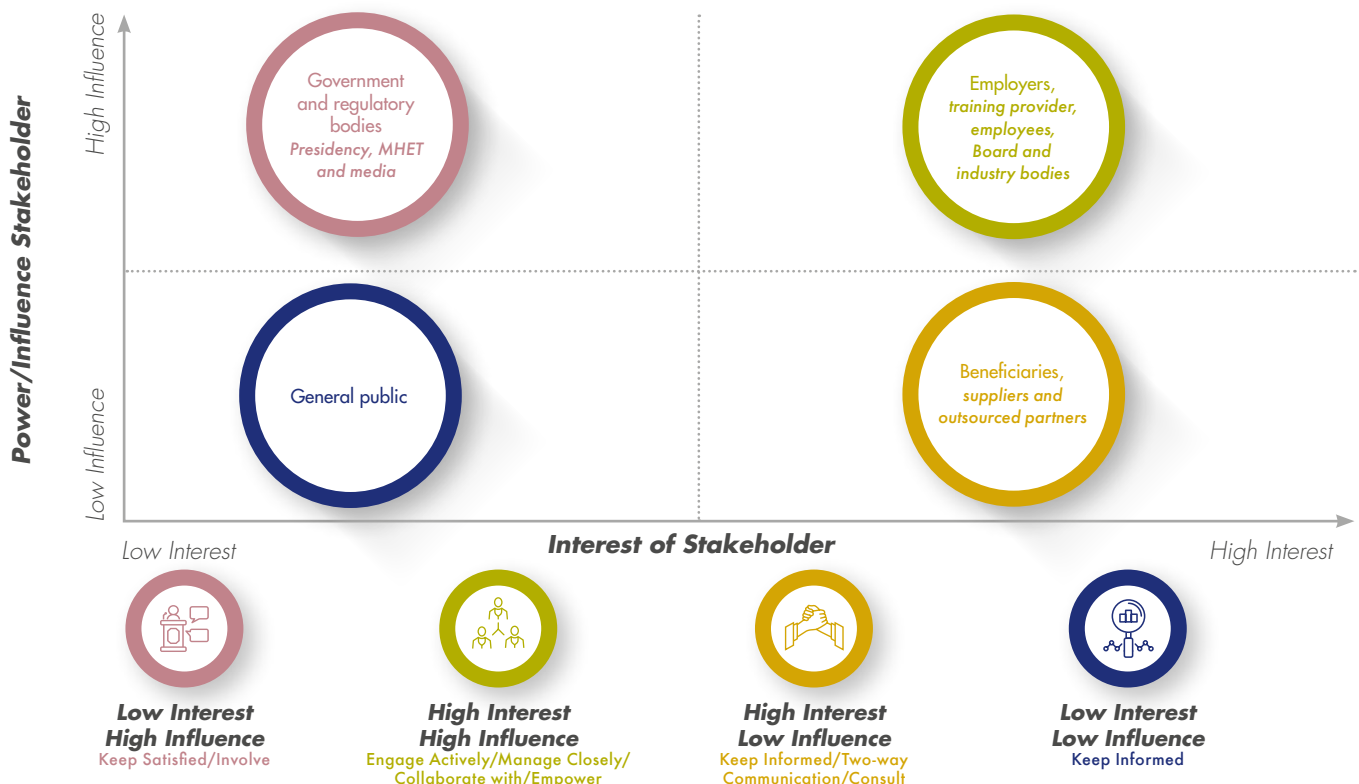 Power/Influence Stakeholder
High Influence
Low Influence
Government
and regulatory
bodies
Presidency, MHET
and media
Employers,
training provider,
employees,
Board and
industry bodies
General public
Beneficiaries,
suppliers and
outsourced partners
Low Interest
Interest of Stakeholder
High Interest
Low Interest
High Influence
Keep Satisfied/Involve
High Interest
High Influence
Engage Actively/Manage Closely/
Collaborate with/Empower
High Interest
Low Influence
Keep Informed/Two-way
Communication/Consult
Low Interest
Low Influence
Keep Informed